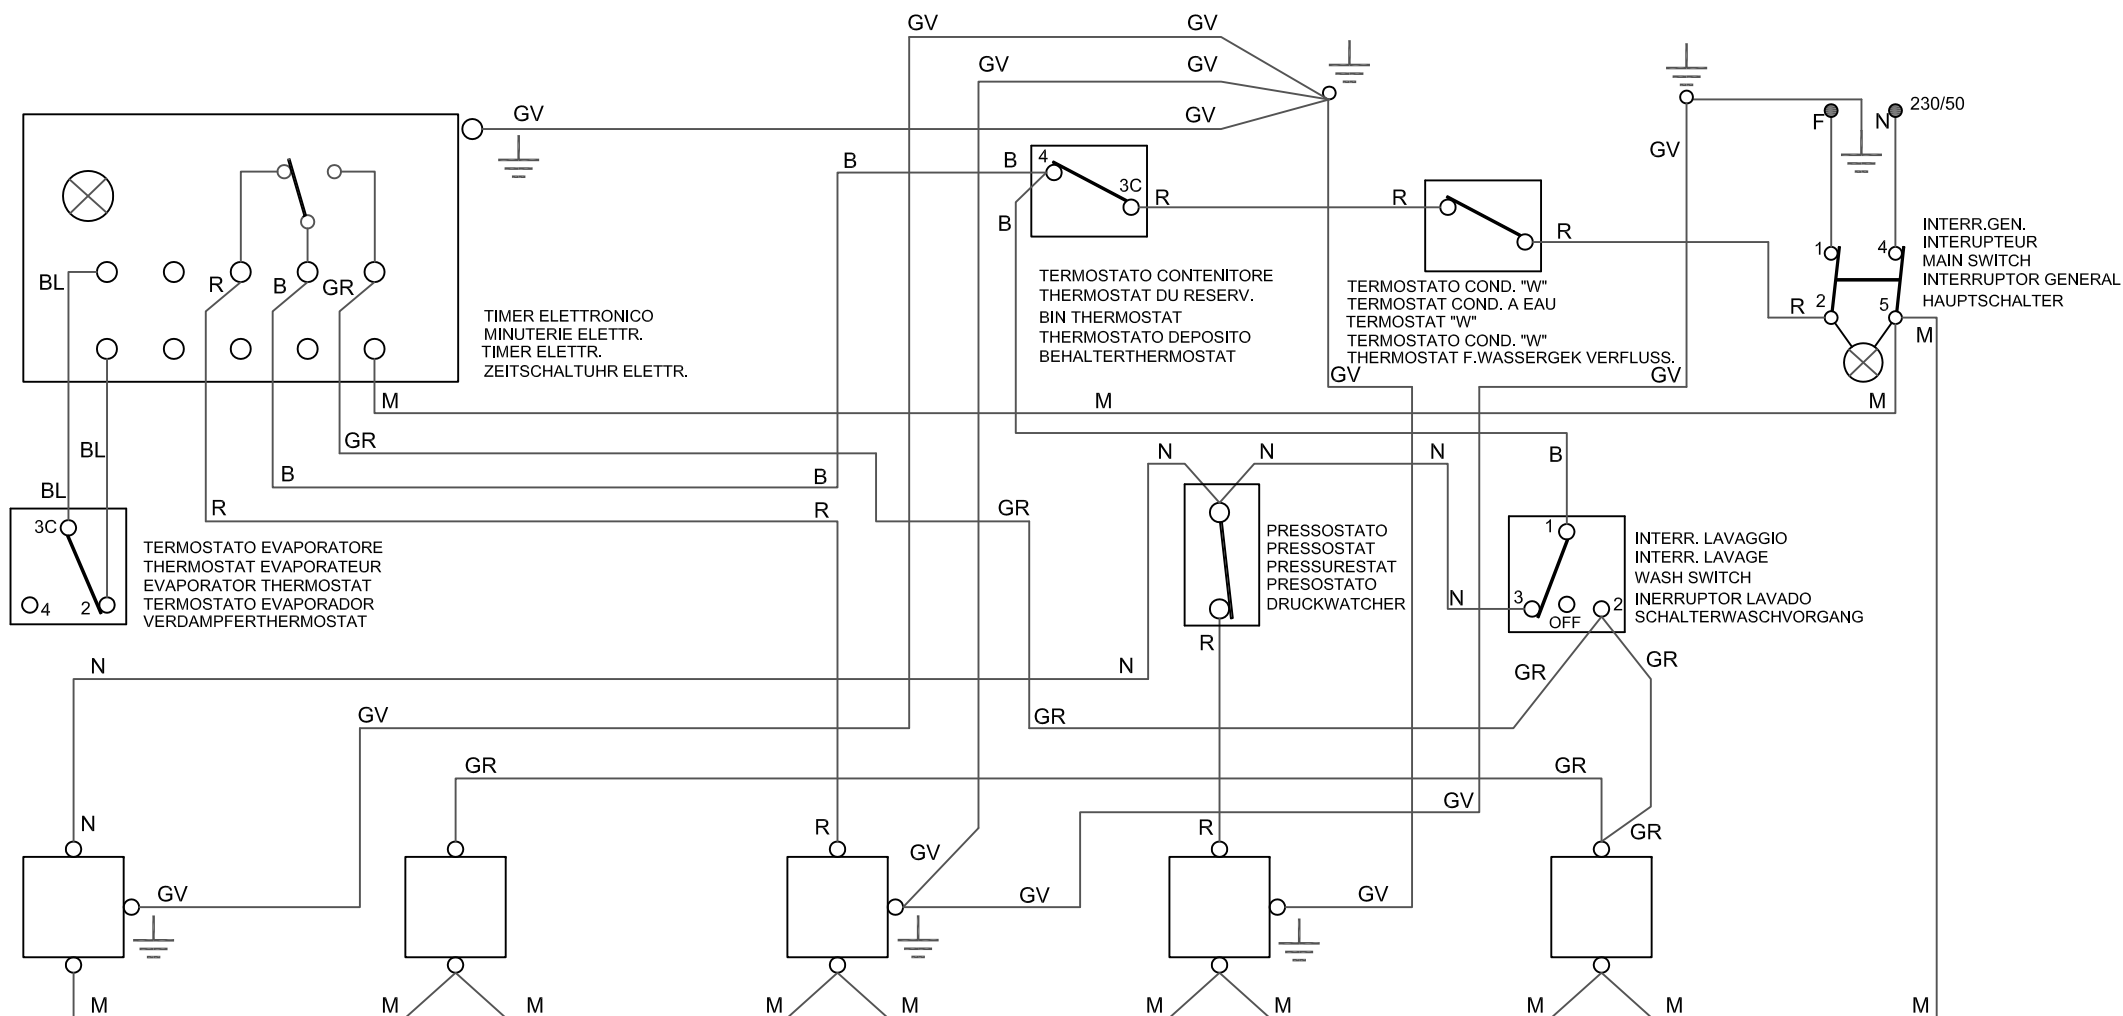 GV
GV
GV
GV
GV
GV
230/50
F
N
GV
B
B
4
3C
R
R
R
B
1
4
INTERR.GEN.
INTERUPTEUR
MAIN SWITCH
INTERRUPTOR GENERAL
HAUPTSCHALTER
BL
R
B
GR
TERMOSTATO CONTENITORE
THERMOSTAT DU RESERV.
BIN THERMOSTAT
THERMOSTATO DEPOSITO
BEHALTERTHERMOSTAT
TERMOSTATO COND. "W"
TERMOSTAT COND. A EAU
TERMOSTAT "W"
TERMOSTATO COND. "W"
THERMOSTAT F.WASSERGEK VERFLUSS.
R
2
5
M
TIMER ELETTRONICO
MINUTERIE ELETTR.
TIMER ELETTR.
ZEITSCHALTUHR ELETTR.
GV
GV
M
M
M
GR
BL
B
B
N
N
N
B
BL
R
R
GR
3C
4
2
TERMOSTATO EVAPORATORE
THERMOSTAT EVAPORATEUR
EVAPORATOR THERMOSTAT
TERMOSTATO EVAPORADOR
VERDAMPFERTHERMOSTAT
PRESSOSTATO
PRESSOSTAT
PRESSURESTAT
PRESOSTATO
DRUCKWATCHER
1
N
3
OFF
2
INTERR. LAVAGGIO
INTERR. LAVAGE
WASH SWITCH
INERRUPTOR LAVADO
SCHALTERWASCHVORGANG
R
N
N
GR
GR
GV
GR
GR
GR
GV
N
R
R
GR
GV
GV
GV
GV
M
M
M
M
M
M
M
M
M
M